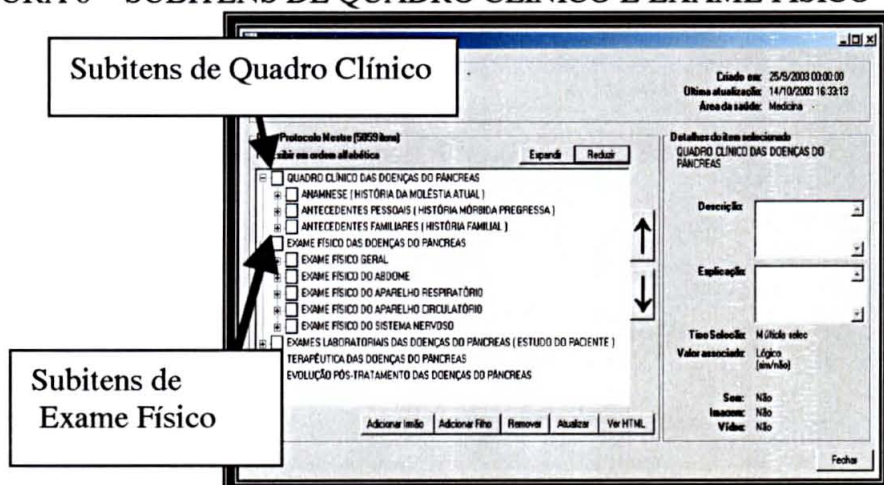 SUBITENS DE QUADRO CLÍNICO E EXAME FÍSICO
Subitens de Quadro Clínico
Criado em: 25/9/2003 00:00:00
Última atualização: 14/10/2003 16:33:13
Área da saúde: Medicina
Protocolo Mestre (5059 itens)
Exibir em ordem alfabética
Expandir
Reduzir
QUADRO CLÍNICO DAS DOENÇAS DO PÂNCREAS
ANAMNESE ( HISTÓRIA DA MOLÉSTIA ATUAL )
ANTECEDENTES PESSOAIS ( HISTÓRIA MÓRBIDA PREGRESSA )
ANTECEDENTES FAMILIARES ( HISTÓRIA FAMILIAL )
EXAME FÍSICO DAS DOENÇAS DO PÂNCREAS
EXAME FÍSICO GERAL
EXAME FÍSICO DO ABDOME
EXAME FÍSICO DO APARELHO RESPIRATÓRIO
EXAME FÍSICO DO APARELHO CIRCULATÓRIO
EXAME FÍSICO DO SISTEMA NERVOSO
EXAMES LABORATORIAIS DAS DOENÇAS DO PÂNCREAS ( ESTUDO DO PACIENTE )
TERAPÊUTICA DAS DOENÇAS DO PÂNCREAS
EVOLUÇÃO PÓS-TRATAMENTO DAS DOENÇAS DO PÂNCREAS
Adicionar Irmão
Adicionar Filho
Remover
Atualizar
Ver HTML
Detalhes do item selecionado
QUADRO CLÍNICO DAS DOENÇAS DO
PÂNCREAS
Descrição:
Explicação:
Tipo Seleção: Múltipla selec
Valor associado: Lógico
(sim/não)
Som: Não
Imagem: Não
Vídeo: Não
Fechar
Subitens de
Exame Físico